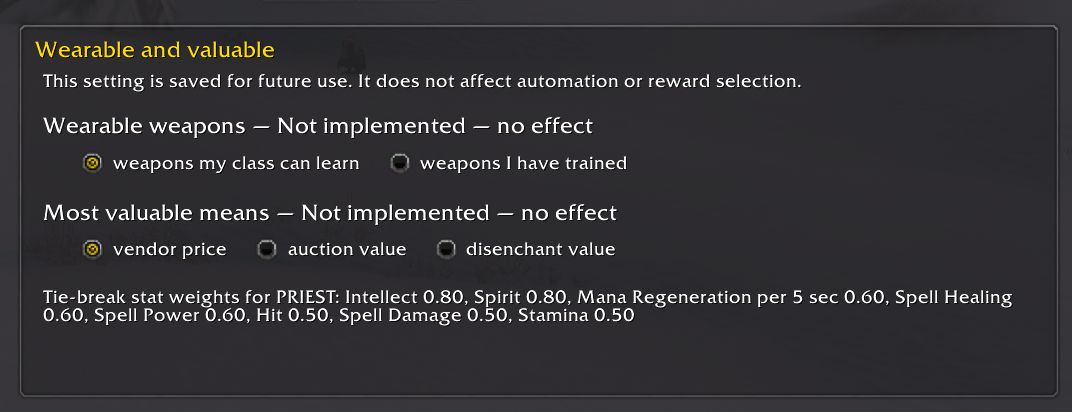 Wearable and valuable
This setting is saved for future use. It does not affect automation or reward selection.
Wearable weapons — Not implemented — no effect
weapons my class can learn weapons I have trained
Most valuable means — Not implemented — no effect
vendor price auction value disenchant value
Tie-break stat weights for PRIEST: Intellect 0.80, Spirit 0.80, Mana Regeneration per 5 sec 0.60, Spell Healing
0.60, Spell Power 0.60, Hit 0.50, Spell Damage 0.50, Stamina 0.50